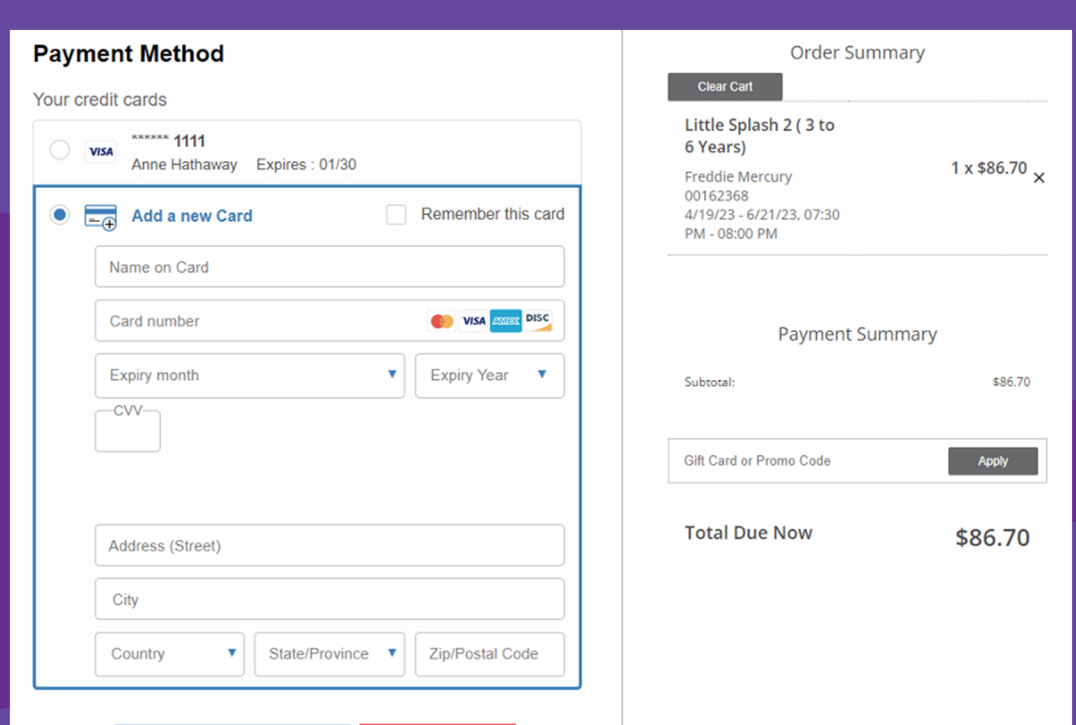 Payment Method
Your credit cards
VISA
****** 1111
Anne Hathaway Expires : 01/30
Add a new Card
Remember this card
Name on Card
Card number
VISA AMEX DISC
Expiry month
Expiry Year
CVV
Address (Street)
City
Country
State/Province
Zip/Postal Code
Order Summary
Clear Cart
Little Splash 2 ( 3 to
6 Years)
1 x $86.70
Freddie Mercury
00162368
4/19/23 - 6/21/23, 07:30
PM - 08:00 PM
Payment Summary
Subtotal: $86.70
Gift Card or Promo Code
Apply
Total Due Now $86.70